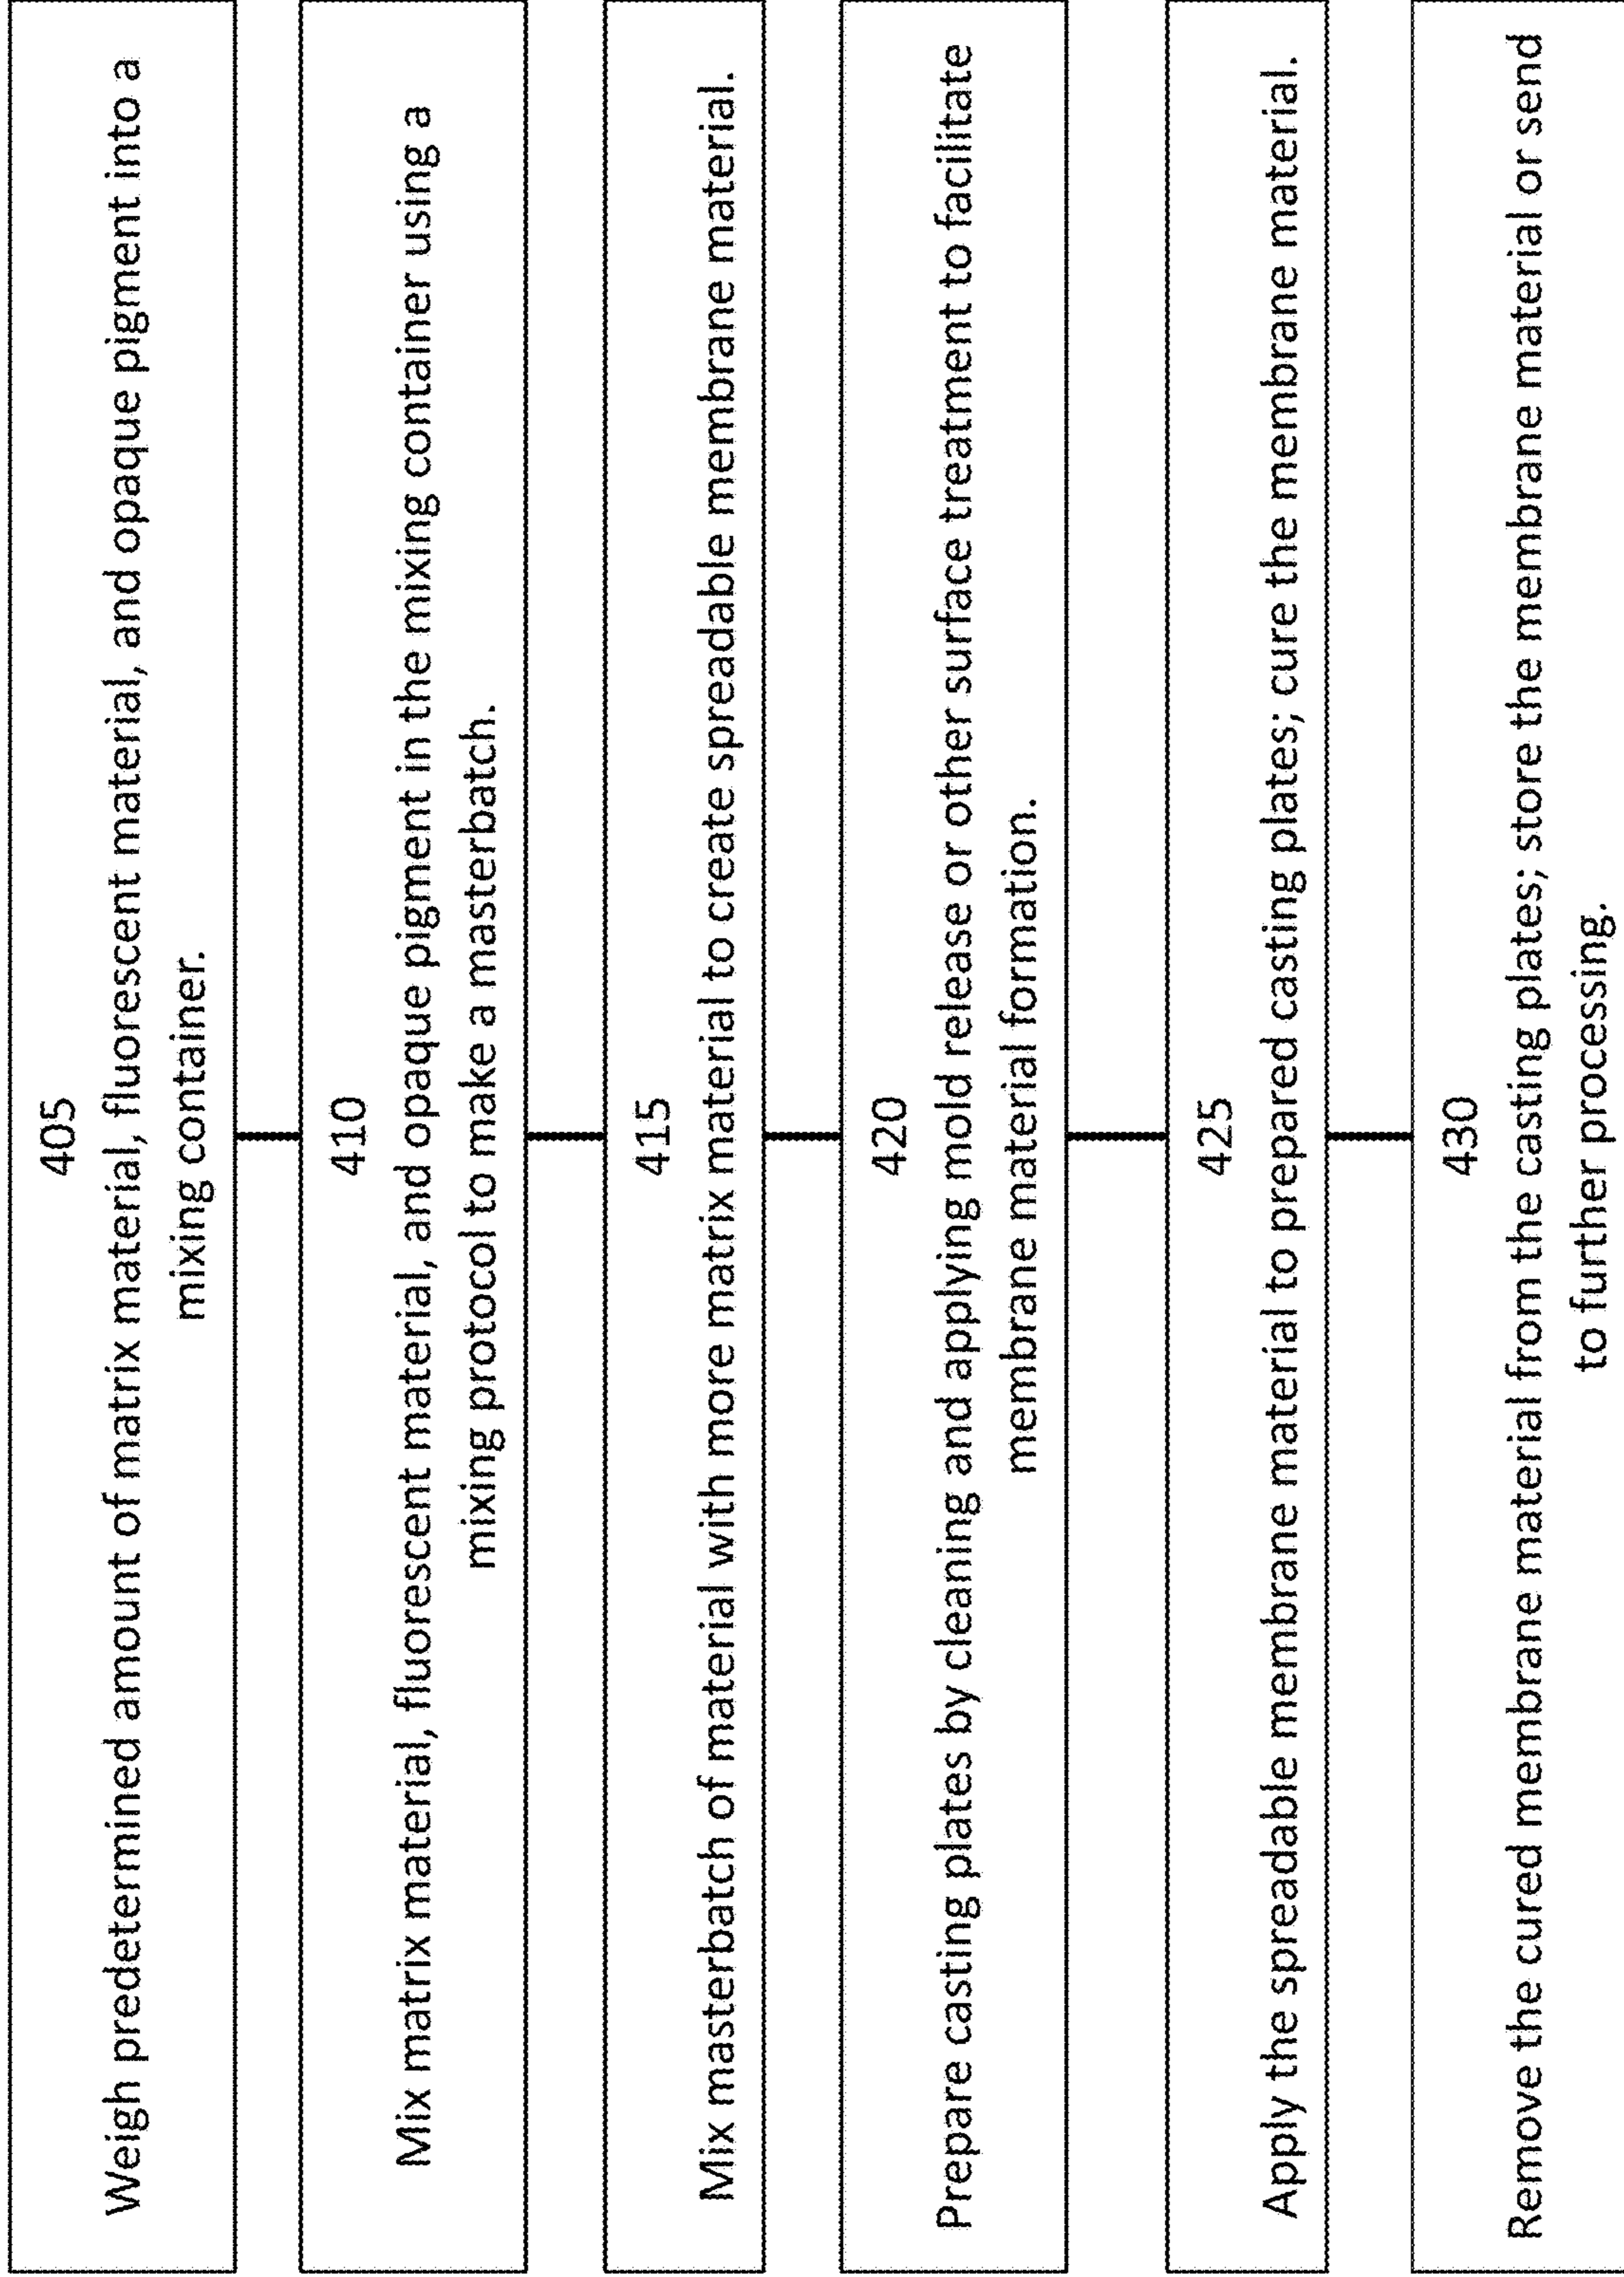 405
Weigh predetermined amount of matrix material, fluorescent material, and opaque pigment into a
mixing container.
410
Mix matrix material, fluorescent material, and opaque pigment in the mixing container using a
mixing protocol to make a masterbatch.
415
Mix masterbatch of material with more matrix material to create spreadable membrane material.
420
Prepare casting plates by cleaning and applying mold release or other surface treatment to facilitate
membrane material formation.
425
Apply the spreadable membrane material to prepared casting plates; cure the membrane material.
430
Remove the cured membrane material from the casting plates; store the membrane material or send
to further processing.